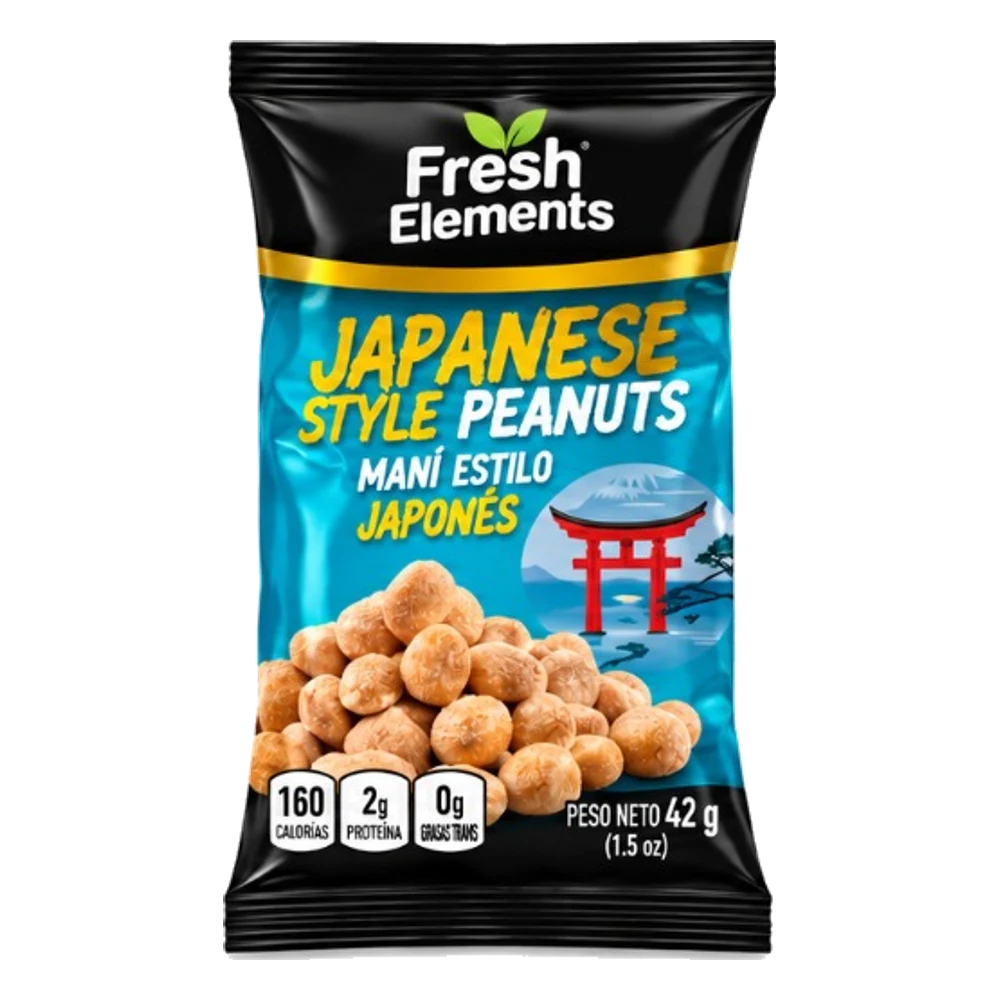 Fresh®
Elements
JAPANESE
STYLE PEANUTS
MANÍ ESTILO
JAPONÉS
160
CALORÍAS
2g
PROTEÍNA
0g
GRASAS TRANS
PESO NETO 42 g
(1.5 oz)